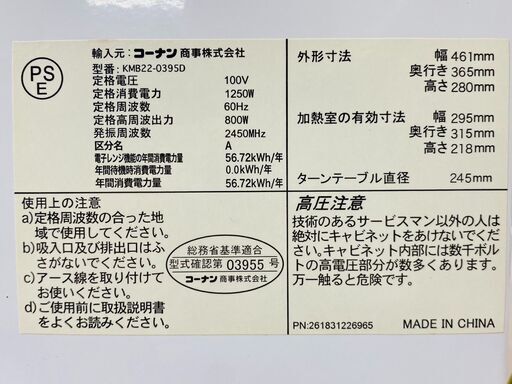 PS
E
輸入元: コーナン商事株式会社
型番: KMB22-0395D
定格電圧 100V
定格消費電力 1250W
定格周波数 60Hz
定格高周波出力 800W
発振周波数 2450MHz
区分名 A
電子レンジ機能の年間消費電力量 56.72kWh/年
年間待機時消費電力量 0.0kWh/年
年間消費電力量 56.72kWh/年
外形寸法 幅 461mm
奥行き 365mm
高さ 280mm
加熱室の有効寸法 幅 295mm
奥行き 315mm
高さ 218mm
ターンテーブル直径 245mm
使用上の注意
a)定格周波数の合った地
域で使用してください。
b)吸入口及び排出口はふ
さがないでください。
c)アース線を取り付けて
お使いください。
d)ご使用前に取扱説明書
をよくお読みください。
総務省基準適合
型式確認第 03955 号
コーナン商事株式会社
高圧注意
技術のあるサービスマン以外の人は
絶対にキャビネットをあけないでくだ
さい。キャビネット内部には数千ボル
トの高電圧部分が数多くあります。
万一触ると危険です。
PN:261831226965 MADE IN CHINA